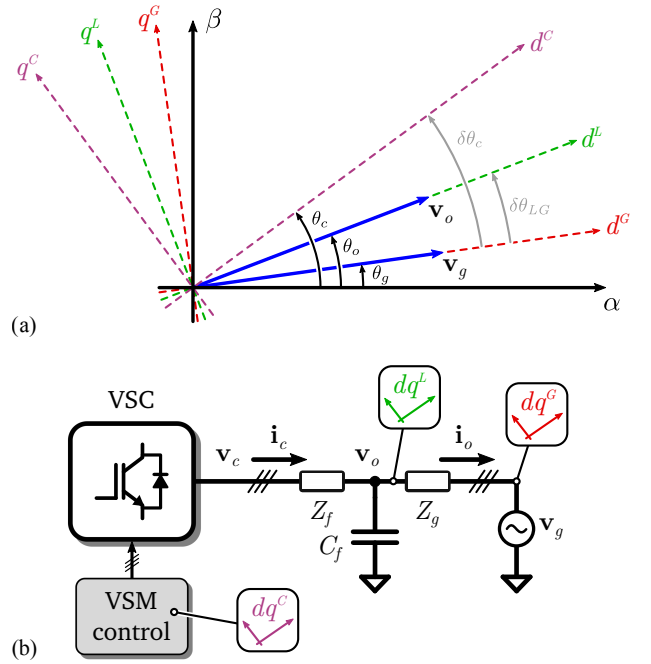 β
q^G
q^L
q^C
d^C
δθ_c
d^L
θ_c
v_o
δθ_LG
θ_o
d^G
θ_g
v_g
α
(a)
VSC
dq^L
dq^G
v_c
i_c
v_o
i_o
Z_f
Z_g
v_g
C_f
VSM
control
dq^C
(b)